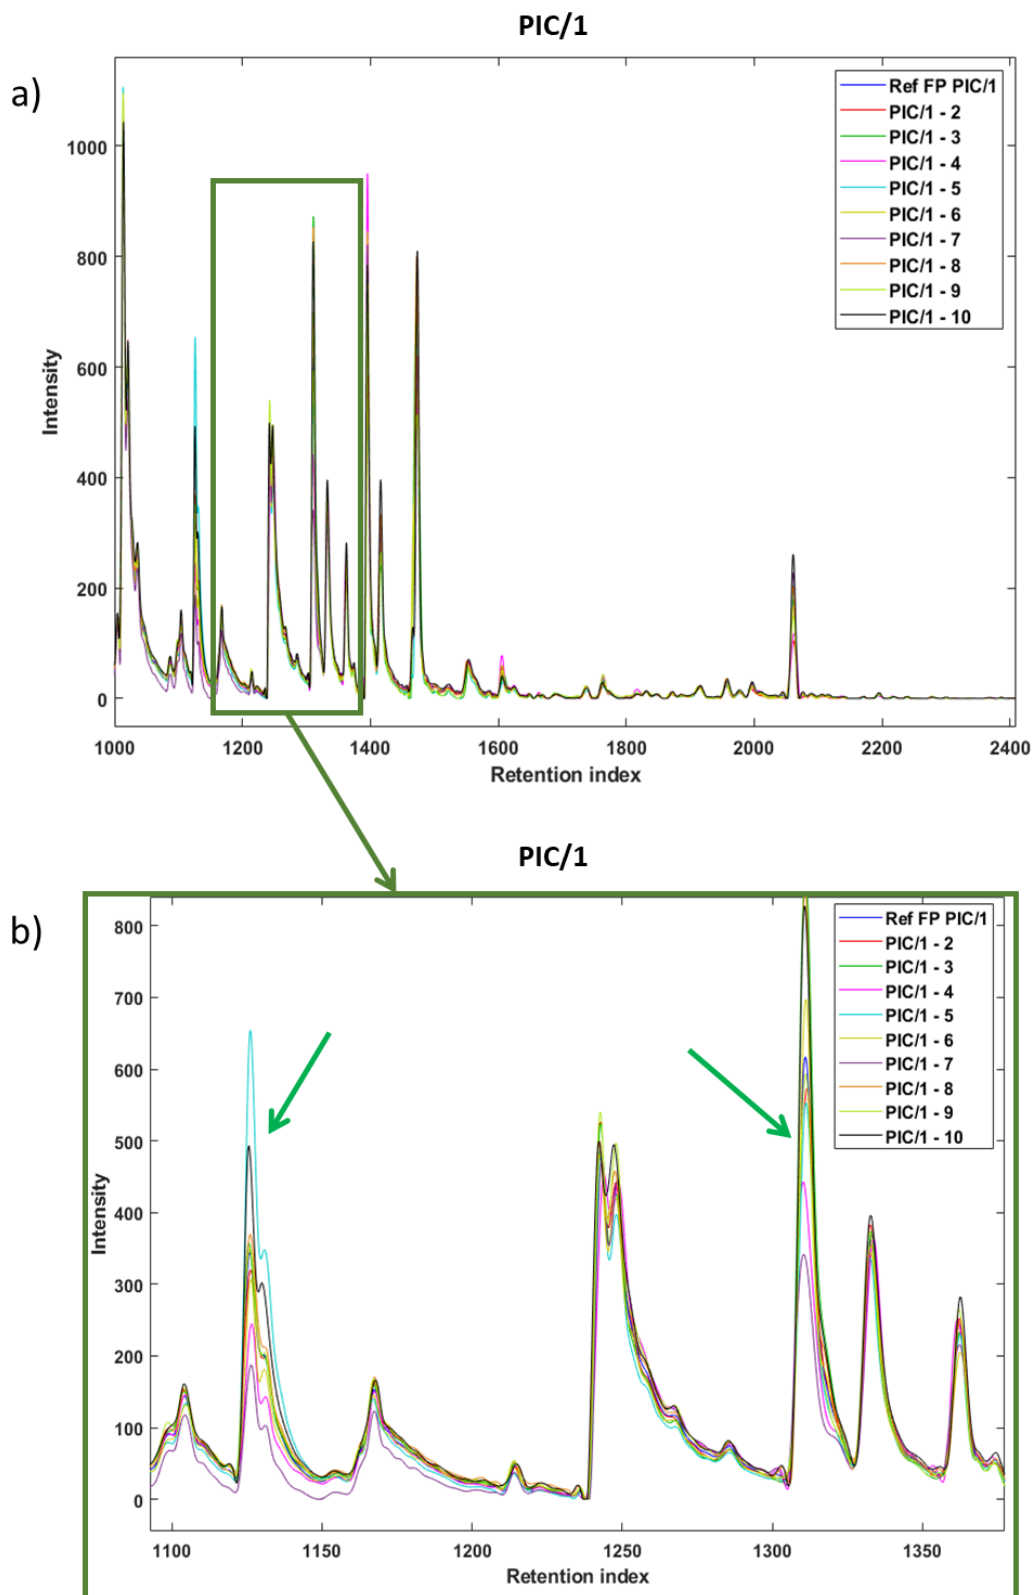 PIC/1
a)
Ref FP PIC/1
PIC/1 - 2
PIC/1 - 3
PIC/1 - 4
PIC/1 - 5
PIC/1 - 6
PIC/1 - 7
PIC/1 - 8
PIC/1 - 9
PIC/1 - 10
1000
800
600
400
200
0
Intensity
1000 1200 1400 1600 1800 2000 2200 2400
Retention index
PIC/1
b)
Ref FP PIC/1
PIC/1 - 2
PIC/1 - 3
PIC/1 - 4
PIC/1 - 5
PIC/1 - 6
PIC/1 - 7
PIC/1 - 8
PIC/1 - 9
PIC/1 - 10
800
700
600
500
400
300
200
100
0
Intensity
1100 1150 1200 1250 1300 1350
Retention index